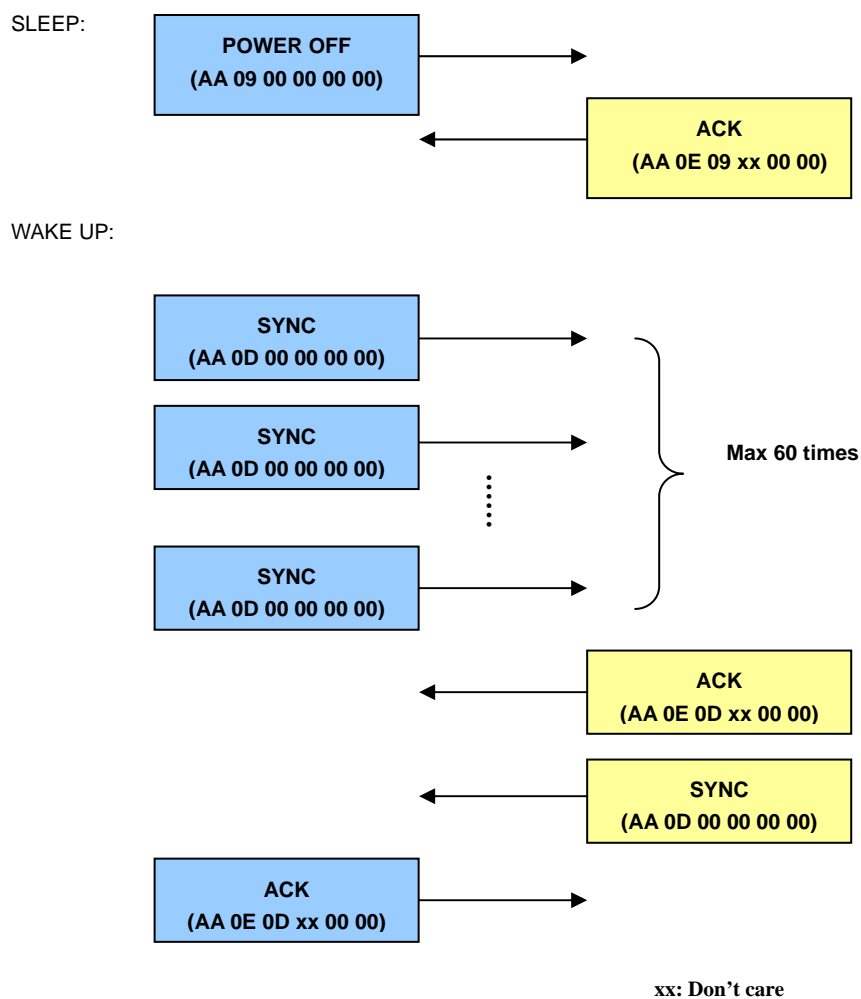 SLEEP:
POWER OFF
(AA 09 00 00 00 00)
ACK
(AA 0E 09 xx 00 00)
WAKE UP:
SYNC
(AA 0D 00 00 00 00)
SYNC
(AA 0D 00 00 00 00)
Max 60 times
SYNC
(AA 0D 00 00 00 00)
ACK
(AA 0E 0D xx 00 00)
SYNC
(AA 0D 00 00 00 00)
ACK
(AA 0E 0D xx 00 00)
xx: Don’t care